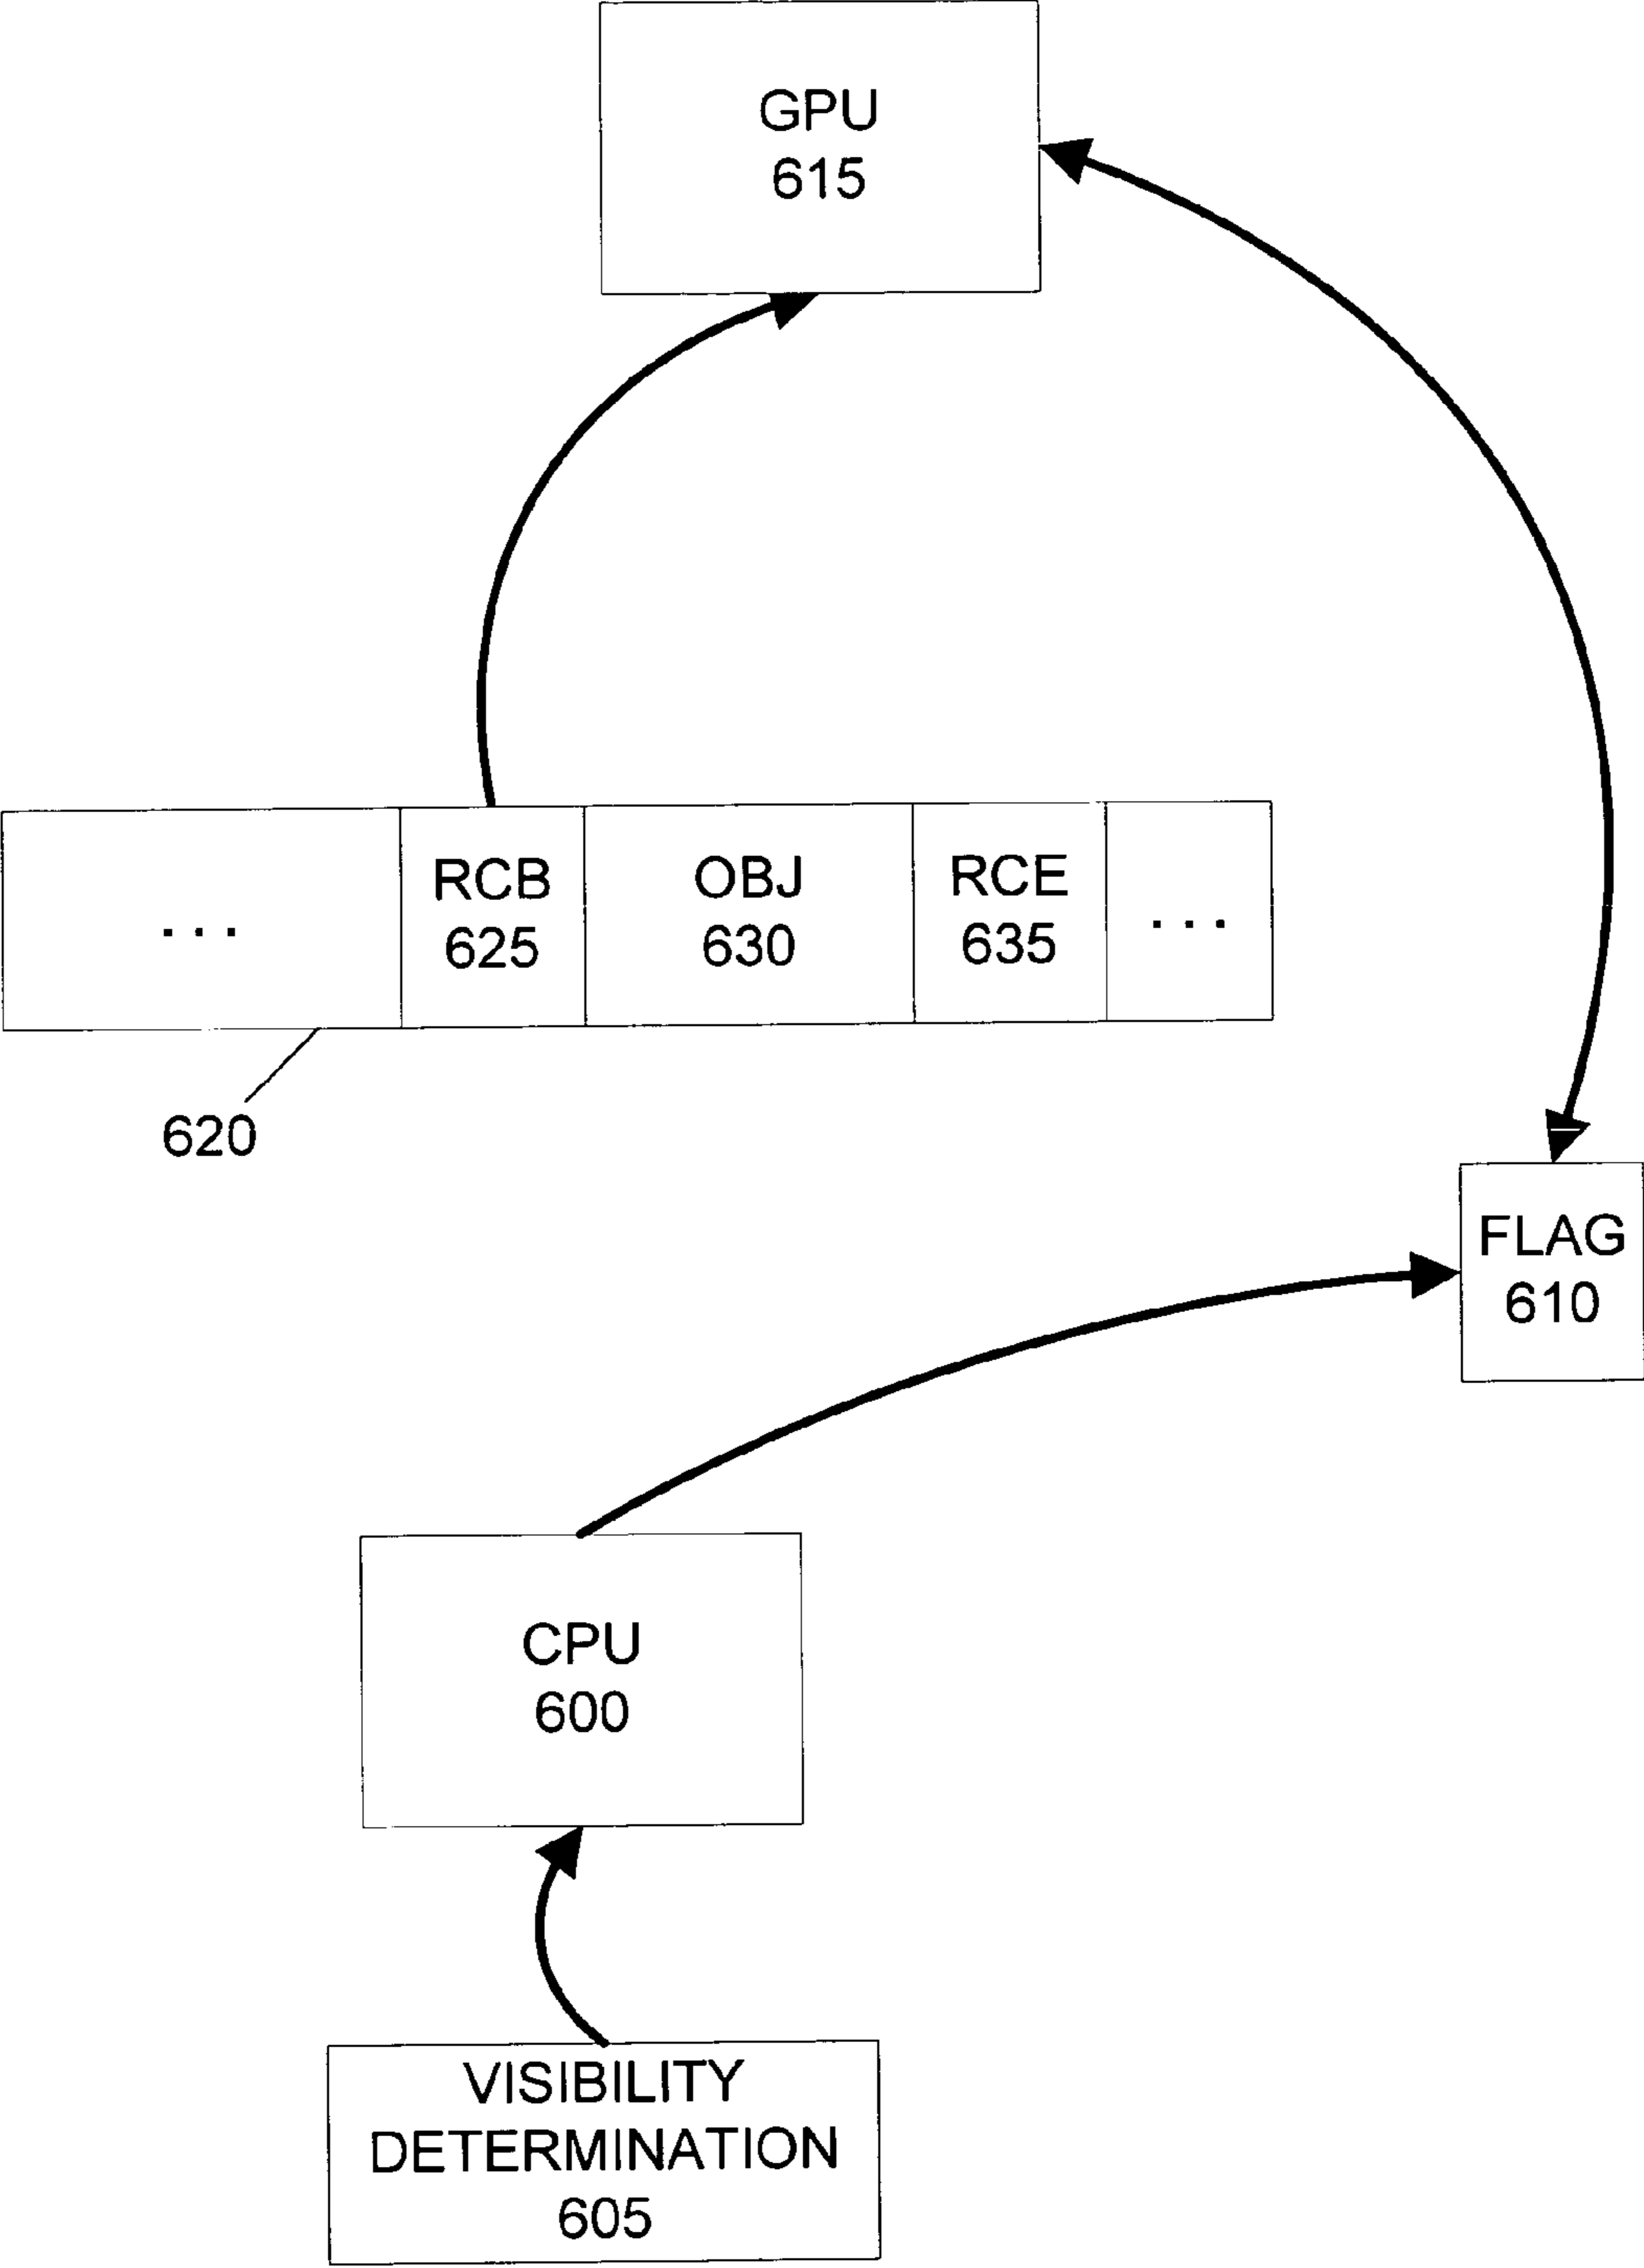 GPU
615
RCB
625
OBJ
630
RCE
635
...
...
620
FLAG
610
CPU
600
VISIBILITY
DETERMINATION
605